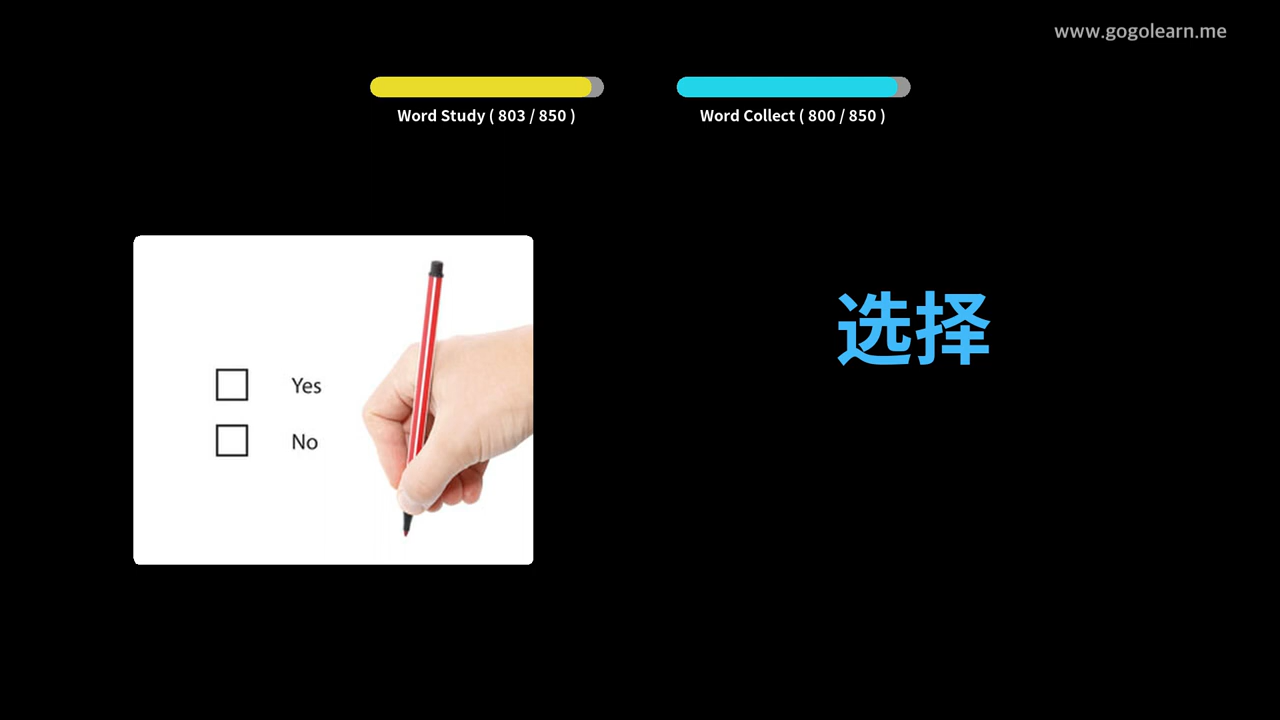 www.gogolearn.me
Word Study ( 803 / 850 )
Word Collect ( 800 / 850 )
选择
Yes
No